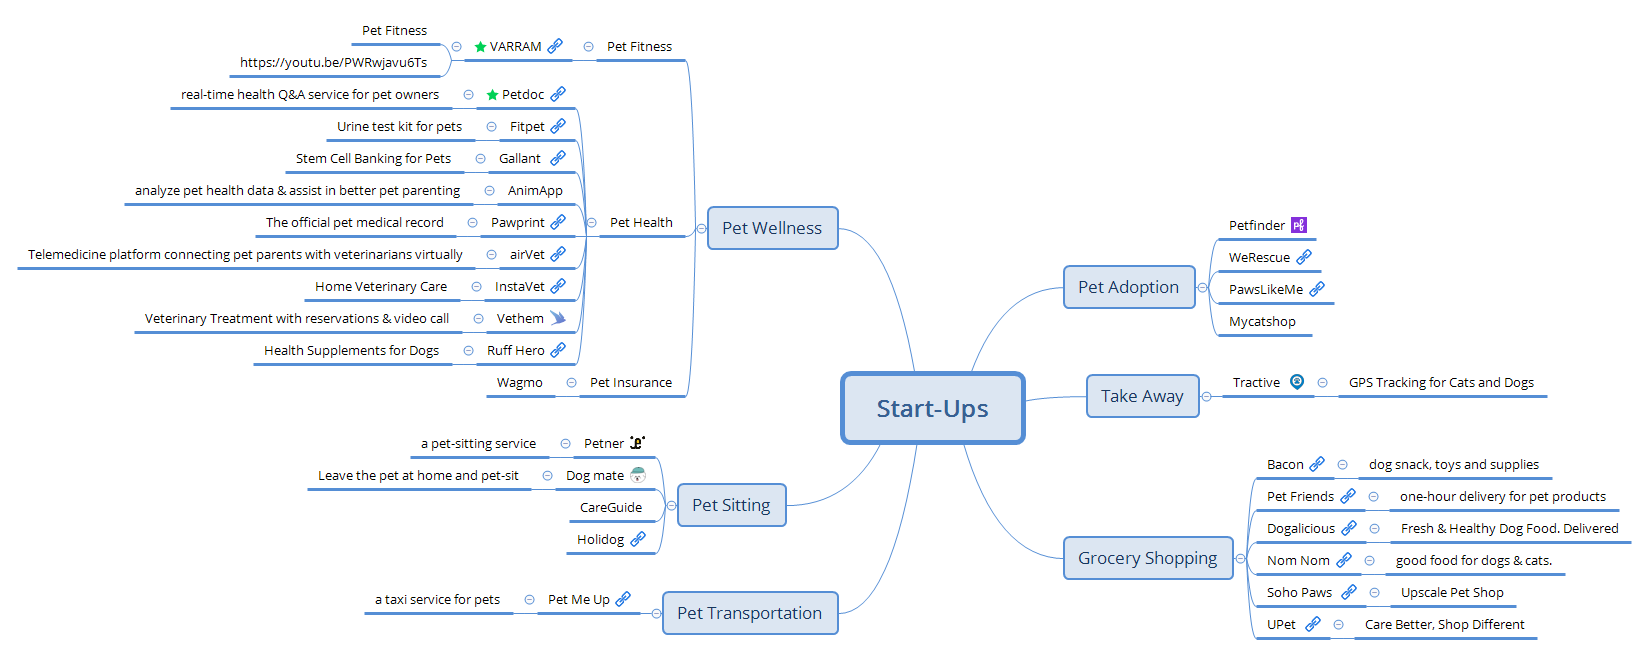 Start-Ups
Pet Wellness
Pet Fitness
VARRAM
Pet Fitness
https://youtu.be/PWRwjavu6Ts
Pet Health
Petdoc
real-time health Q&A service for pet owners
Fitpet
Urine test kit for pets
Gallant
Stem Cell Banking for Pets
AnimApp
analyze pet health data & assist in better pet parenting
Pawprint
The official pet medical record
airVet
Telemedicine platform connecting pet parents with veterinarians virtually
InstaVet
Home Veterinary Care
Vethem
Veterinary Treatment with reservations & video call
Ruff Hero
Health Supplements for Dogs
Pet Insurance
Wagmo
Pet Sitting
Petner
a pet-sitting service
Dog mate
Leave the pet at home and pet-sit
CareGuide
Holidog
Pet Transportation
Pet Me Up
a taxi service for pets
Pet Adoption
Petfinder
WeRescue
PawsLikeMe
Mycatshop
Take Away
Tractive
GPS Tracking for Cats and Dogs
Grocery Shopping
Bacon
dog snack, toys and supplies
Pet Friends
one-hour delivery for pet products
Dogalicious
Fresh & Healthy Dog Food. Delivered
Nom Nom
good food for dogs & cats.
Soho Paws
Upscale Pet Shop
UPet
Care Better, Shop Different